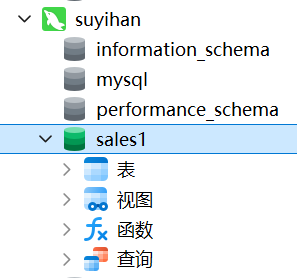 suyihan
information_schema
mysql
performance_schema
sales1
表
视图
函数
查询